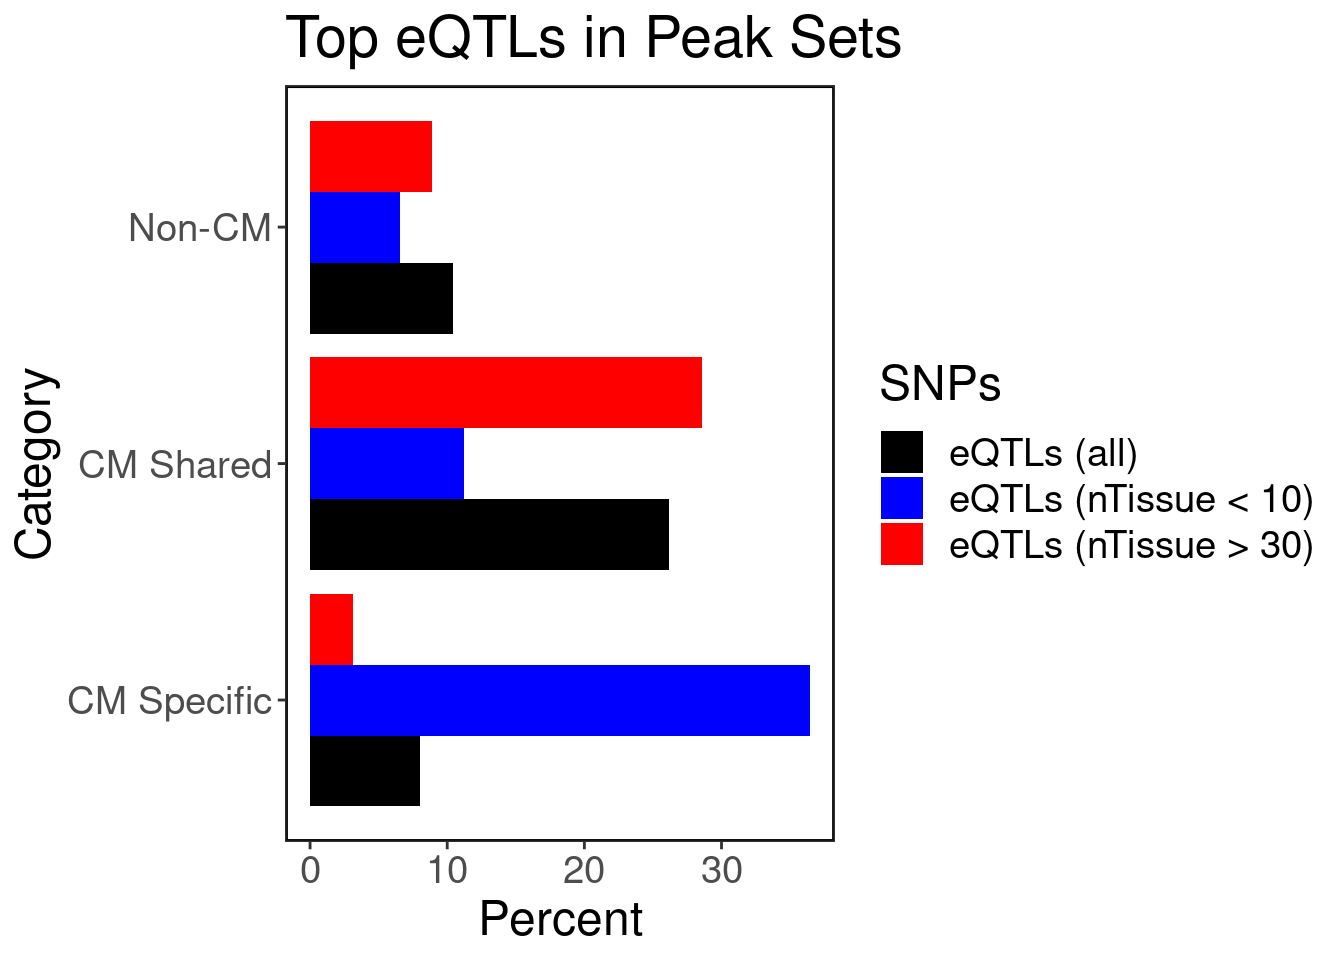 Top eQTLs in Peak Sets
Category
Non-CM
CM Shared
CM Specific
0 10 20 30
Percent
SNPs
eQTLs (all)
eQTLs (nTissue < 10)
eQTLs (nTissue > 30)